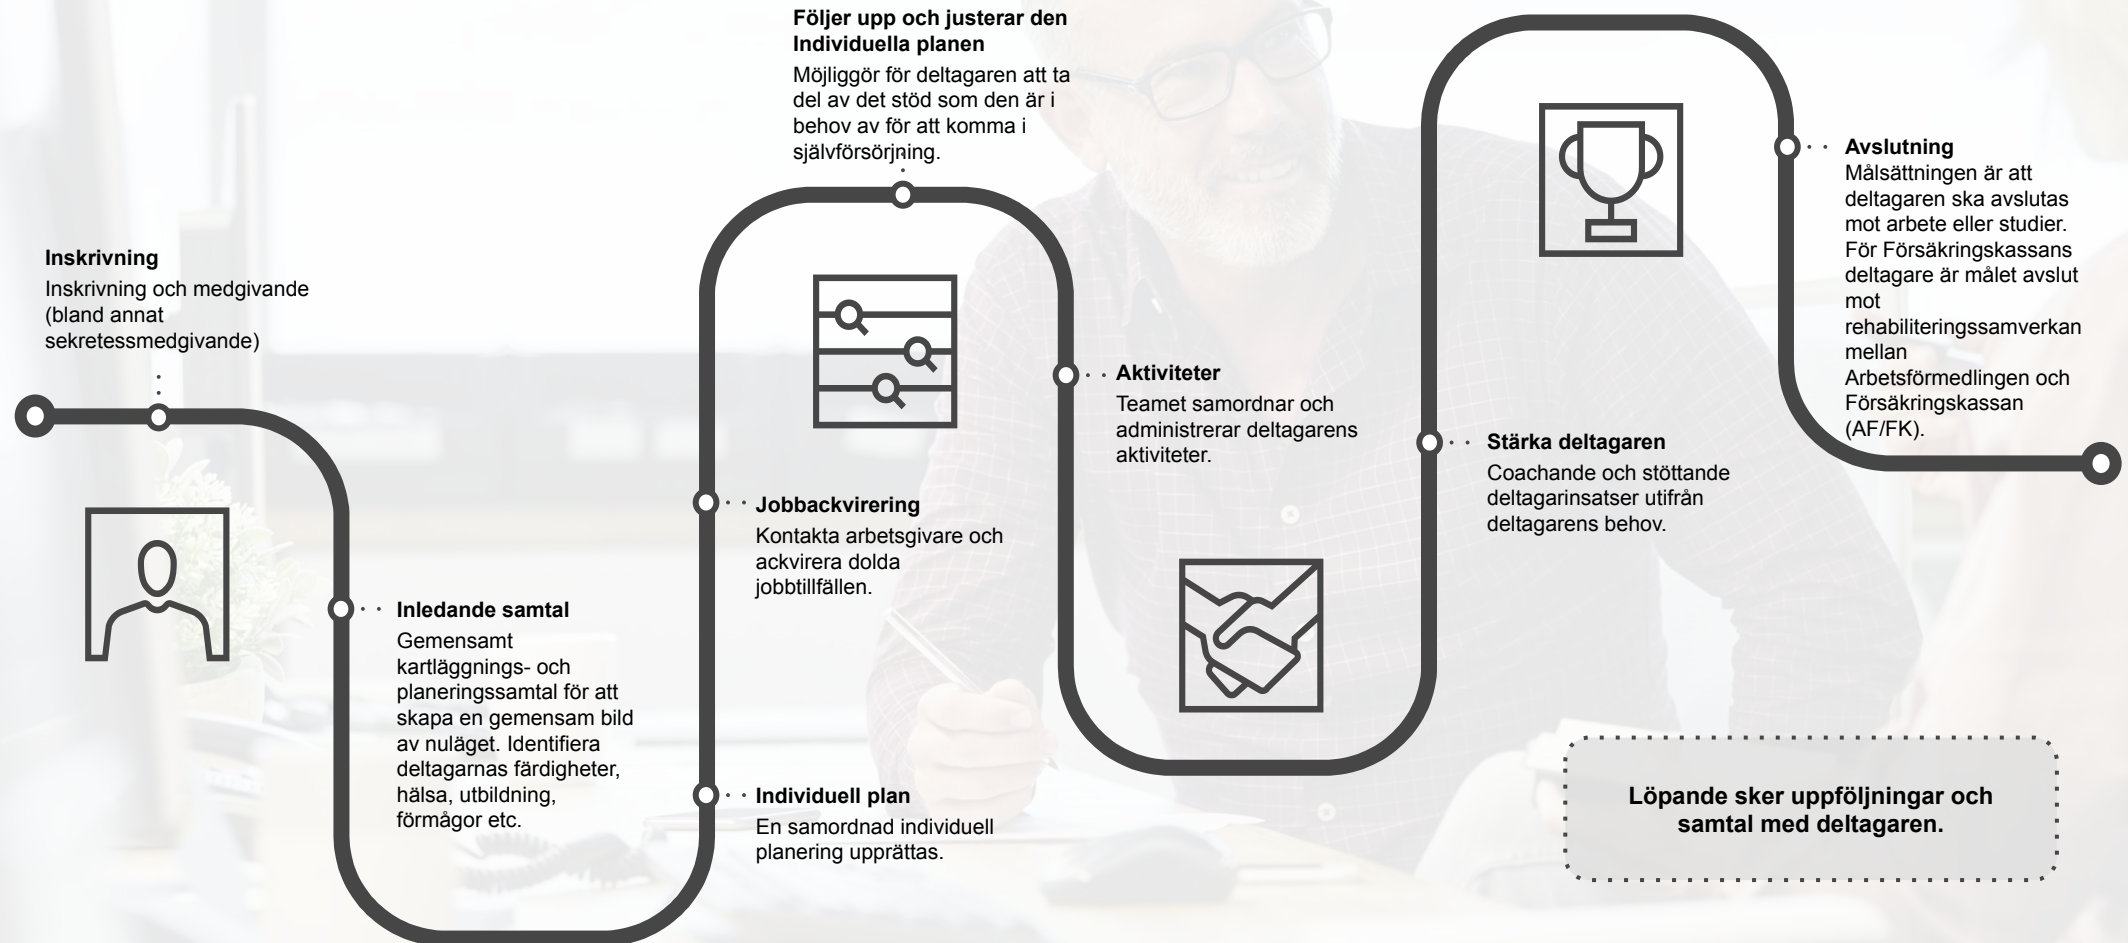 Inskrivning
Inskrivning och medgivande
(bland annat
sekretessmedgivande)
Inledande samtal
Gemensamt
kartläggnings- och
planeringssamtal för att
skapa en gemensam bild
av nuläget. Identifiera
deltagarnas färdigheter,
hälsa, utbildning,
förmågor etc.
Individuell plan
En samordnad individuell
planering upprättas.
Jobbackvirering
Kontakta arbetsgivare och
ackvirera dolda
jobbtillfällen.
Följer upp och justerar den
Individuella planen
Möjliggör för deltagaren att ta
del av det stöd som den är i
behov av för att komma i
självförsörjning.
Aktiviteter
Teamet samordnar och
administrerar deltagarens
aktiviteter.
Stärka deltagaren
Coachande och stöttande
deltagarinsatser utifrån
deltagarens behov.
Avslutning
Målsättningen är att
deltagaren ska avslutas
mot arbete eller studier.
För Försäkringskassans
deltagare är målet avslut
mot
rehabiliteringssamverkan
mellan
Arbetsförmedlingen och
Försäkringskassan
(AF/FK).
Löpande sker uppföljningar och
samtal med deltagaren.